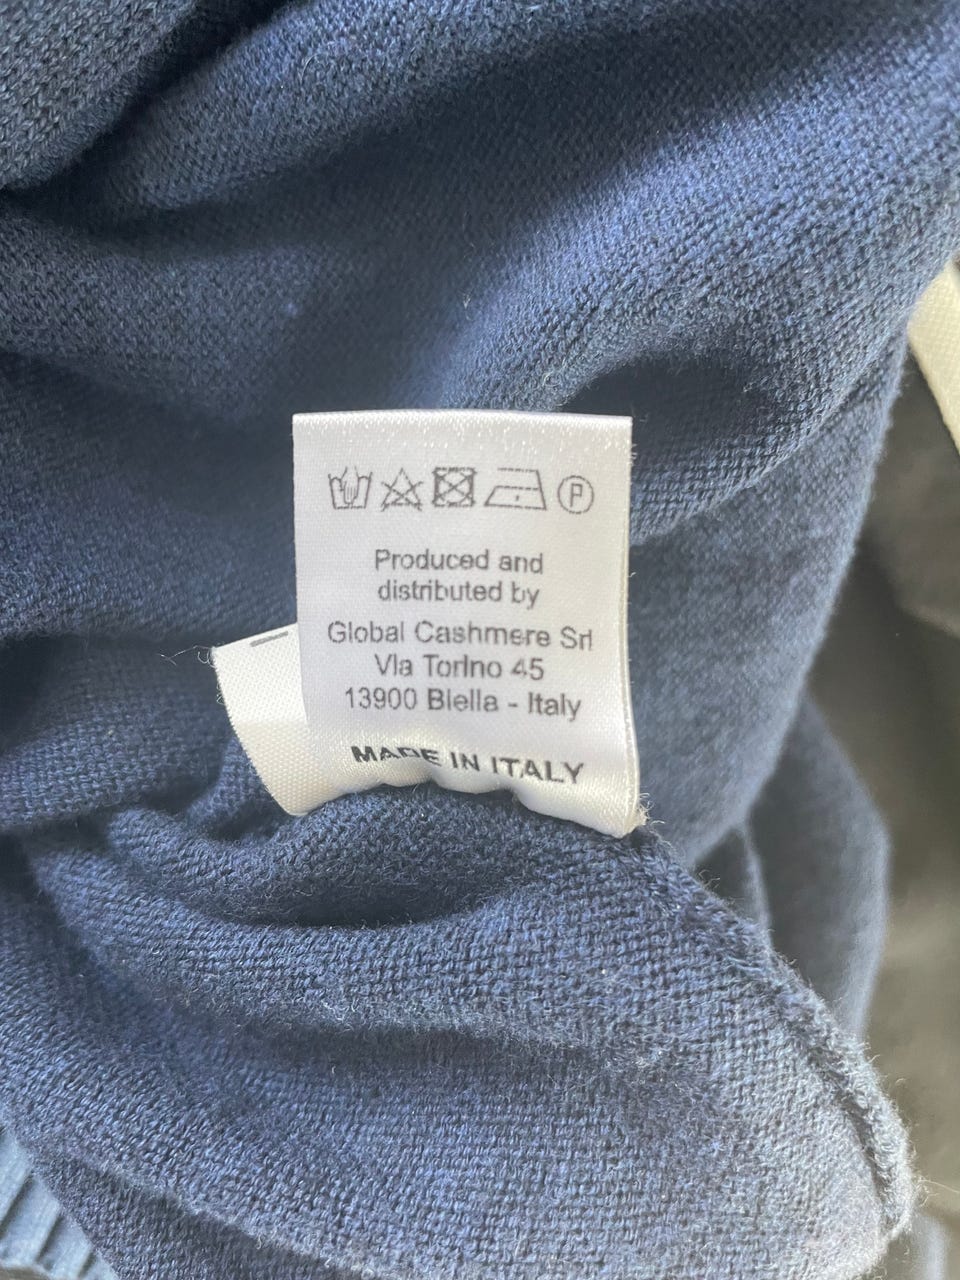 P
Produced and
distributed by
Global Cashmere Srl
Via Torino 45
13900 Biella - Italy
MADE IN ITALY